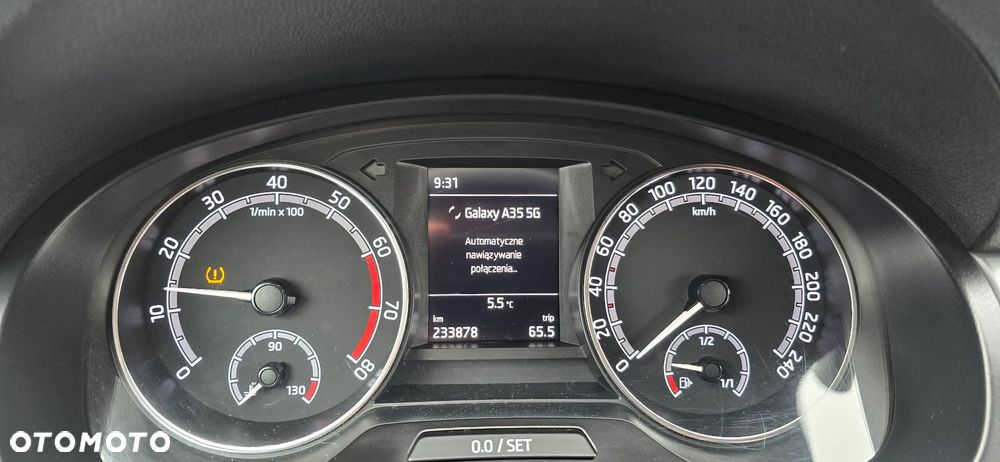 0 10 20 30 40 50 60 70 80
1/min x 100
90
130
9:31
Galaxy A35 5G
Automatyczne
nawiązywanie
połączenia...
5.5 °C
km trip
233878 65.5
0 20 40 60 80 100 120 140 160 180 200 220 240
km/h
1/2
1/1
0.0 / SET
OTOMOTO